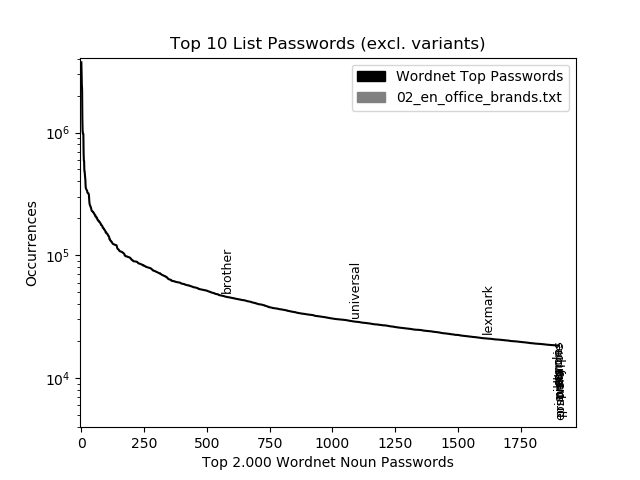 Top 10 List Passwords (excl. variants)
Wordnet Top Passwords
02_en_office_brands.txt
Occurrences
10^6
10^5
10^4
brother
universal
lexmark
0 250 500 750 1000 1250 1500 1750
Top 2.000 Wordnet Noun Passwords